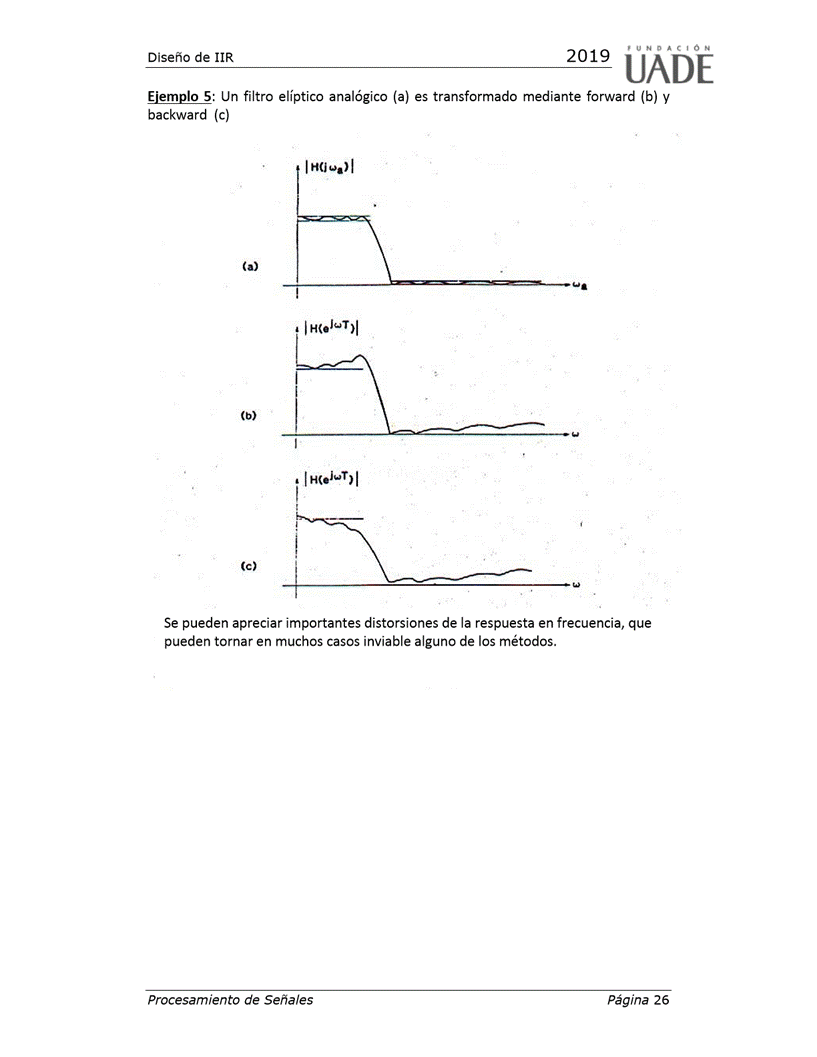 Diseño de IIR 2019 FUNDACIÓN
UADE
Ejemplo 5: Un filtro elíptico analógico (a) es transformado mediante forward (b) y
backward (c)
|H(jωa)|
(a)
ωa
|H(e^jωT)|
(b)
ω
|H(e^jωT)|
(c)
ω
Se pueden apreciar importantes distorsiones de la respuesta en frecuencia, que
pueden tornar en muchos casos inviable alguno de los métodos.
Procesamiento de Señales Página 26